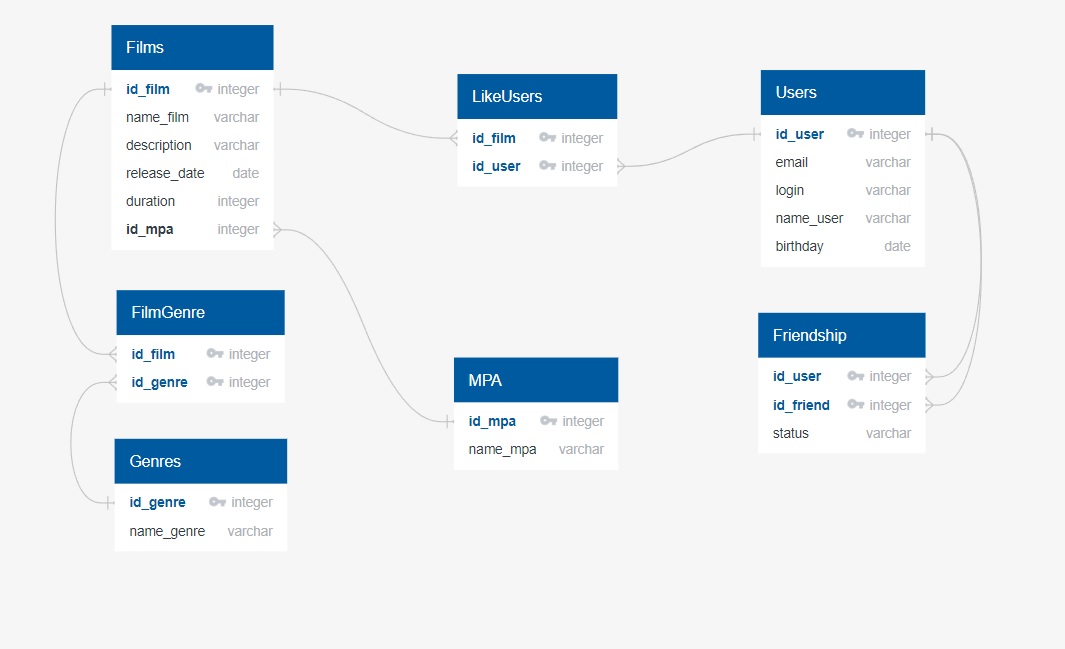 Films
id_film integer
name_film varchar
description varchar
release_date date
duration integer
id_mpa integer
LikeUsers
id_film integer
id_user integer
Users
id_user integer
email varchar
login varchar
name_user varchar
birthday date
FilmGenre
id_film integer
id_genre integer
MPA
id_mpa integer
name_mpa varchar
Friendship
id_user integer
id_friend integer
status varchar
Genres
id_genre integer
name_genre varchar